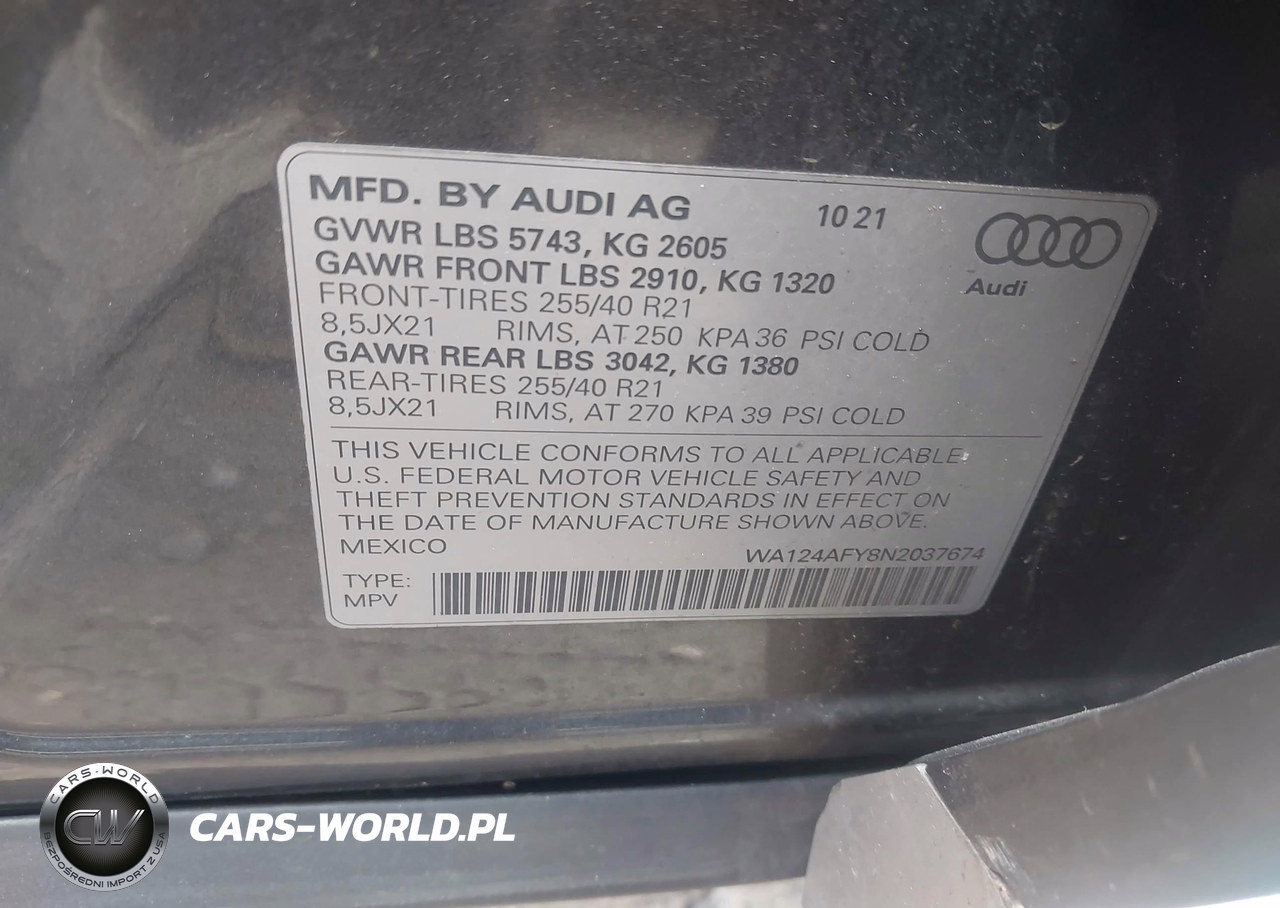 MFD. BY AUDI AG 10 21
GVWR LBS 5743, KG 2605
GAWR FRONT LBS 2910, KG 1320
Audi
FRONT-TIRES 255/40 R21
8,5JX21 RIMS, AT 250 KPA 36 PSI COLD
GAWR REAR LBS 3042, KG 1380
REAR-TIRES 255/40 R21
8,5JX21 RIMS, AT 270 KPA 39 PSI COLD
THIS VEHICLE CONFORMS TO ALL APPLICABLE
U.S. FEDERAL MOTOR VEHICLE SAFETY AND
THEFT PREVENTION STANDARDS IN EFFECT ON
THE DATE OF MANUFACTURE SHOWN ABOVE.
MEXICO WA124AFY8N2037674
TYPE:
MPV
CARS-WORLD
CW
BEZPOŚREDNI IMPORT Z USA
CARS-WORLD.PL